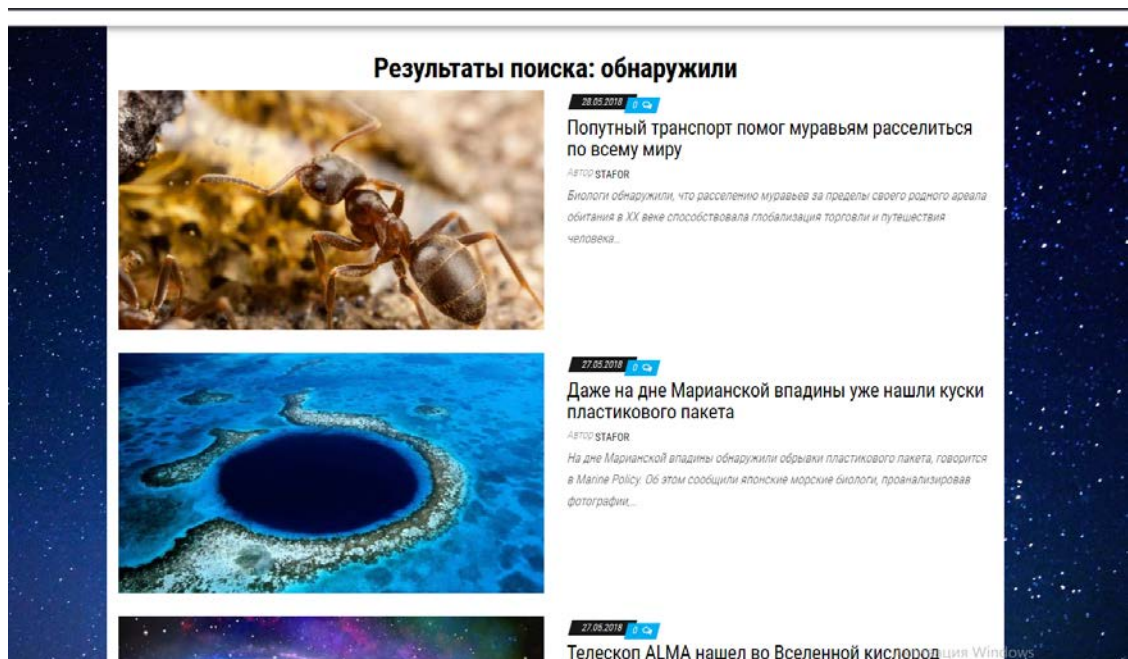 Результаты поиска: обнаружили
28.05.2018 0
Попутный транспорт помог муравьям расселиться
по всему миру
Автор STAFOR
Биологи обнаружили, что расселению муравьев за пределы своего родного ареала
обитания в XX веке способствовала глобализация торговли и путешествия
человека...
27.05.2018 0
Даже на дне Марианской впадины уже нашли куски
пластикового пакета
Автор STAFOR
На дне Марианской впадины обнаружили обрывки пластикового пакета, говорится
в Marine Policy. Об этом сообщили японские морские биологи, проанализировав
фотографии,...
27.05.2018 0
Телескоп ALMA нашел во Вселенной кислород
Windows